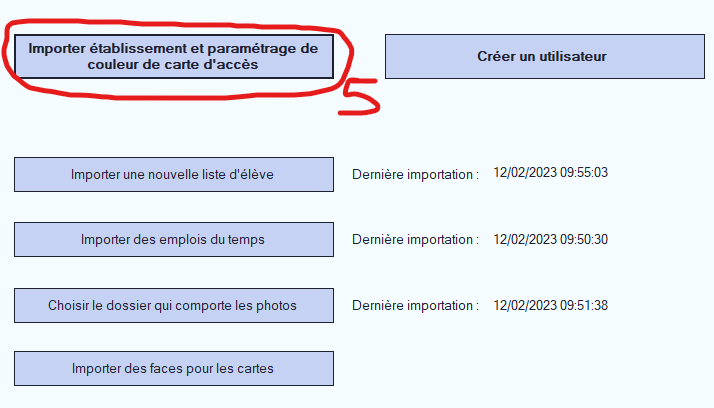 Importer établissement et paramétrage de
couleur de carte d'accès
Créer un utilisateur
5
Importer une nouvelle liste d'élève
Dernière importation : 12/02/2023 09:55:03
Importer des emplois du temps
Dernière importation : 12/02/2023 09:50:30
Choisir le dossier qui comporte les photos
Dernière importation : 12/02/2023 09:51:38
Importer des faces pour les cartes